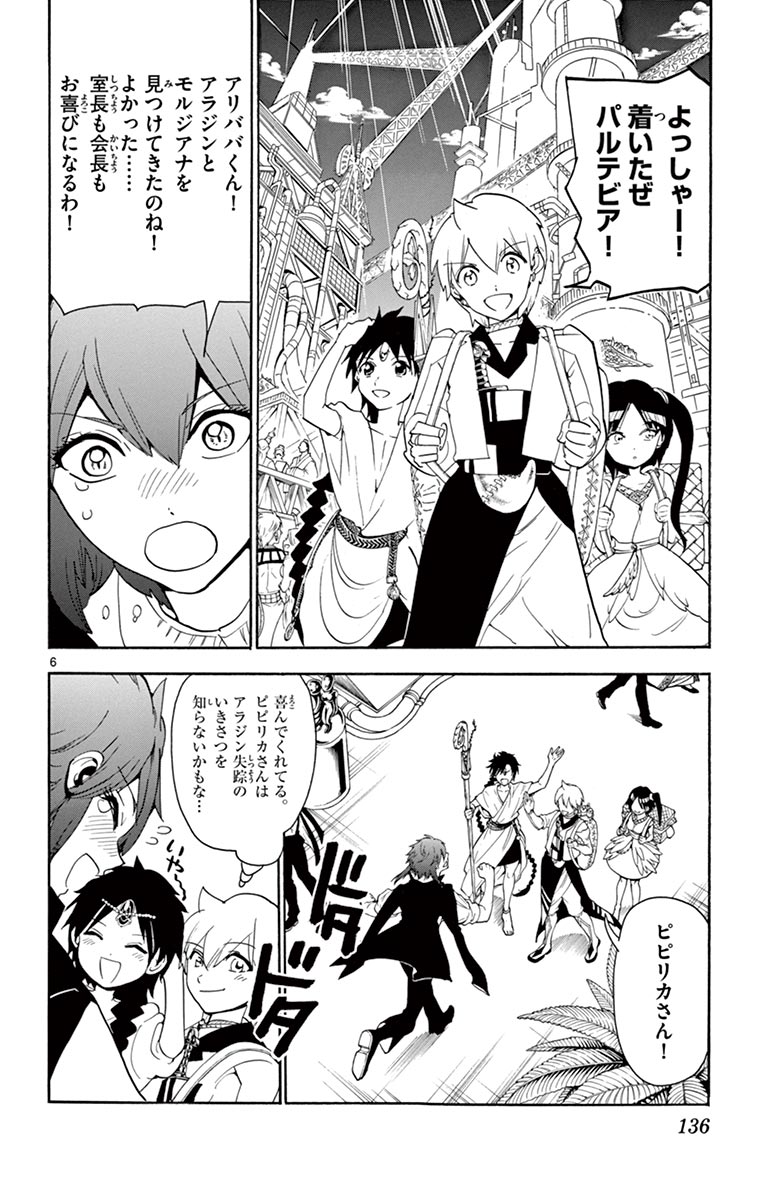 よっしゃー！
着いたぜ
パルテビア！
アリババくん！
アラジンと
モルジアナを
見つけてきたのね！
よかった……
室長も会長も
お喜びになるわ！
6
ピピリカさん！
ドタ
ドタ
喜んでくれてる。
ピピリカさんは
アラジン失踪の
いきさつを
知らないかもな…
ついや〜
136